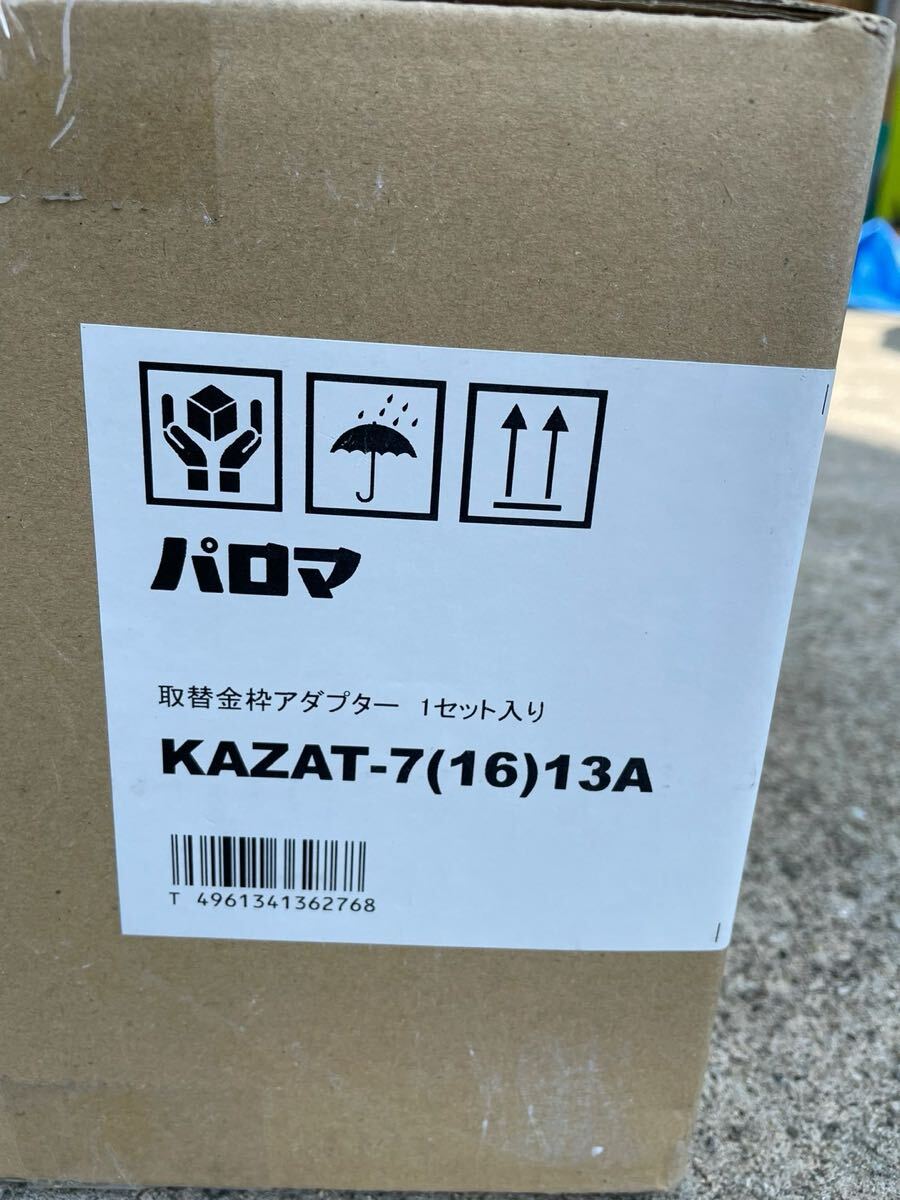 パロマ
取替金枠アダプター 1セット入り
KAZAT-7(16)13A
T 4961341362768